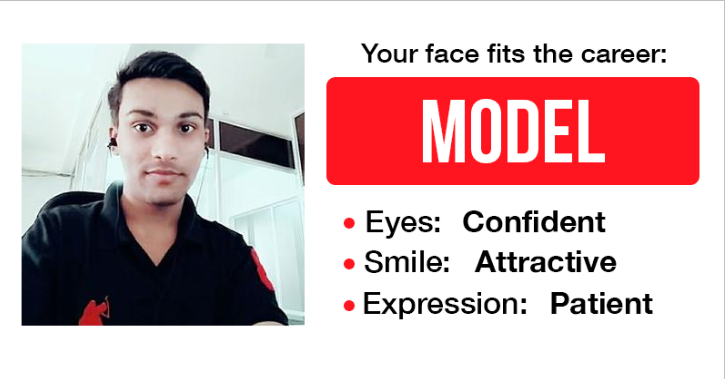 Your face fits the career:
MODEL
• Eyes: Confident
• Smile: Attractive
• Expression: Patient